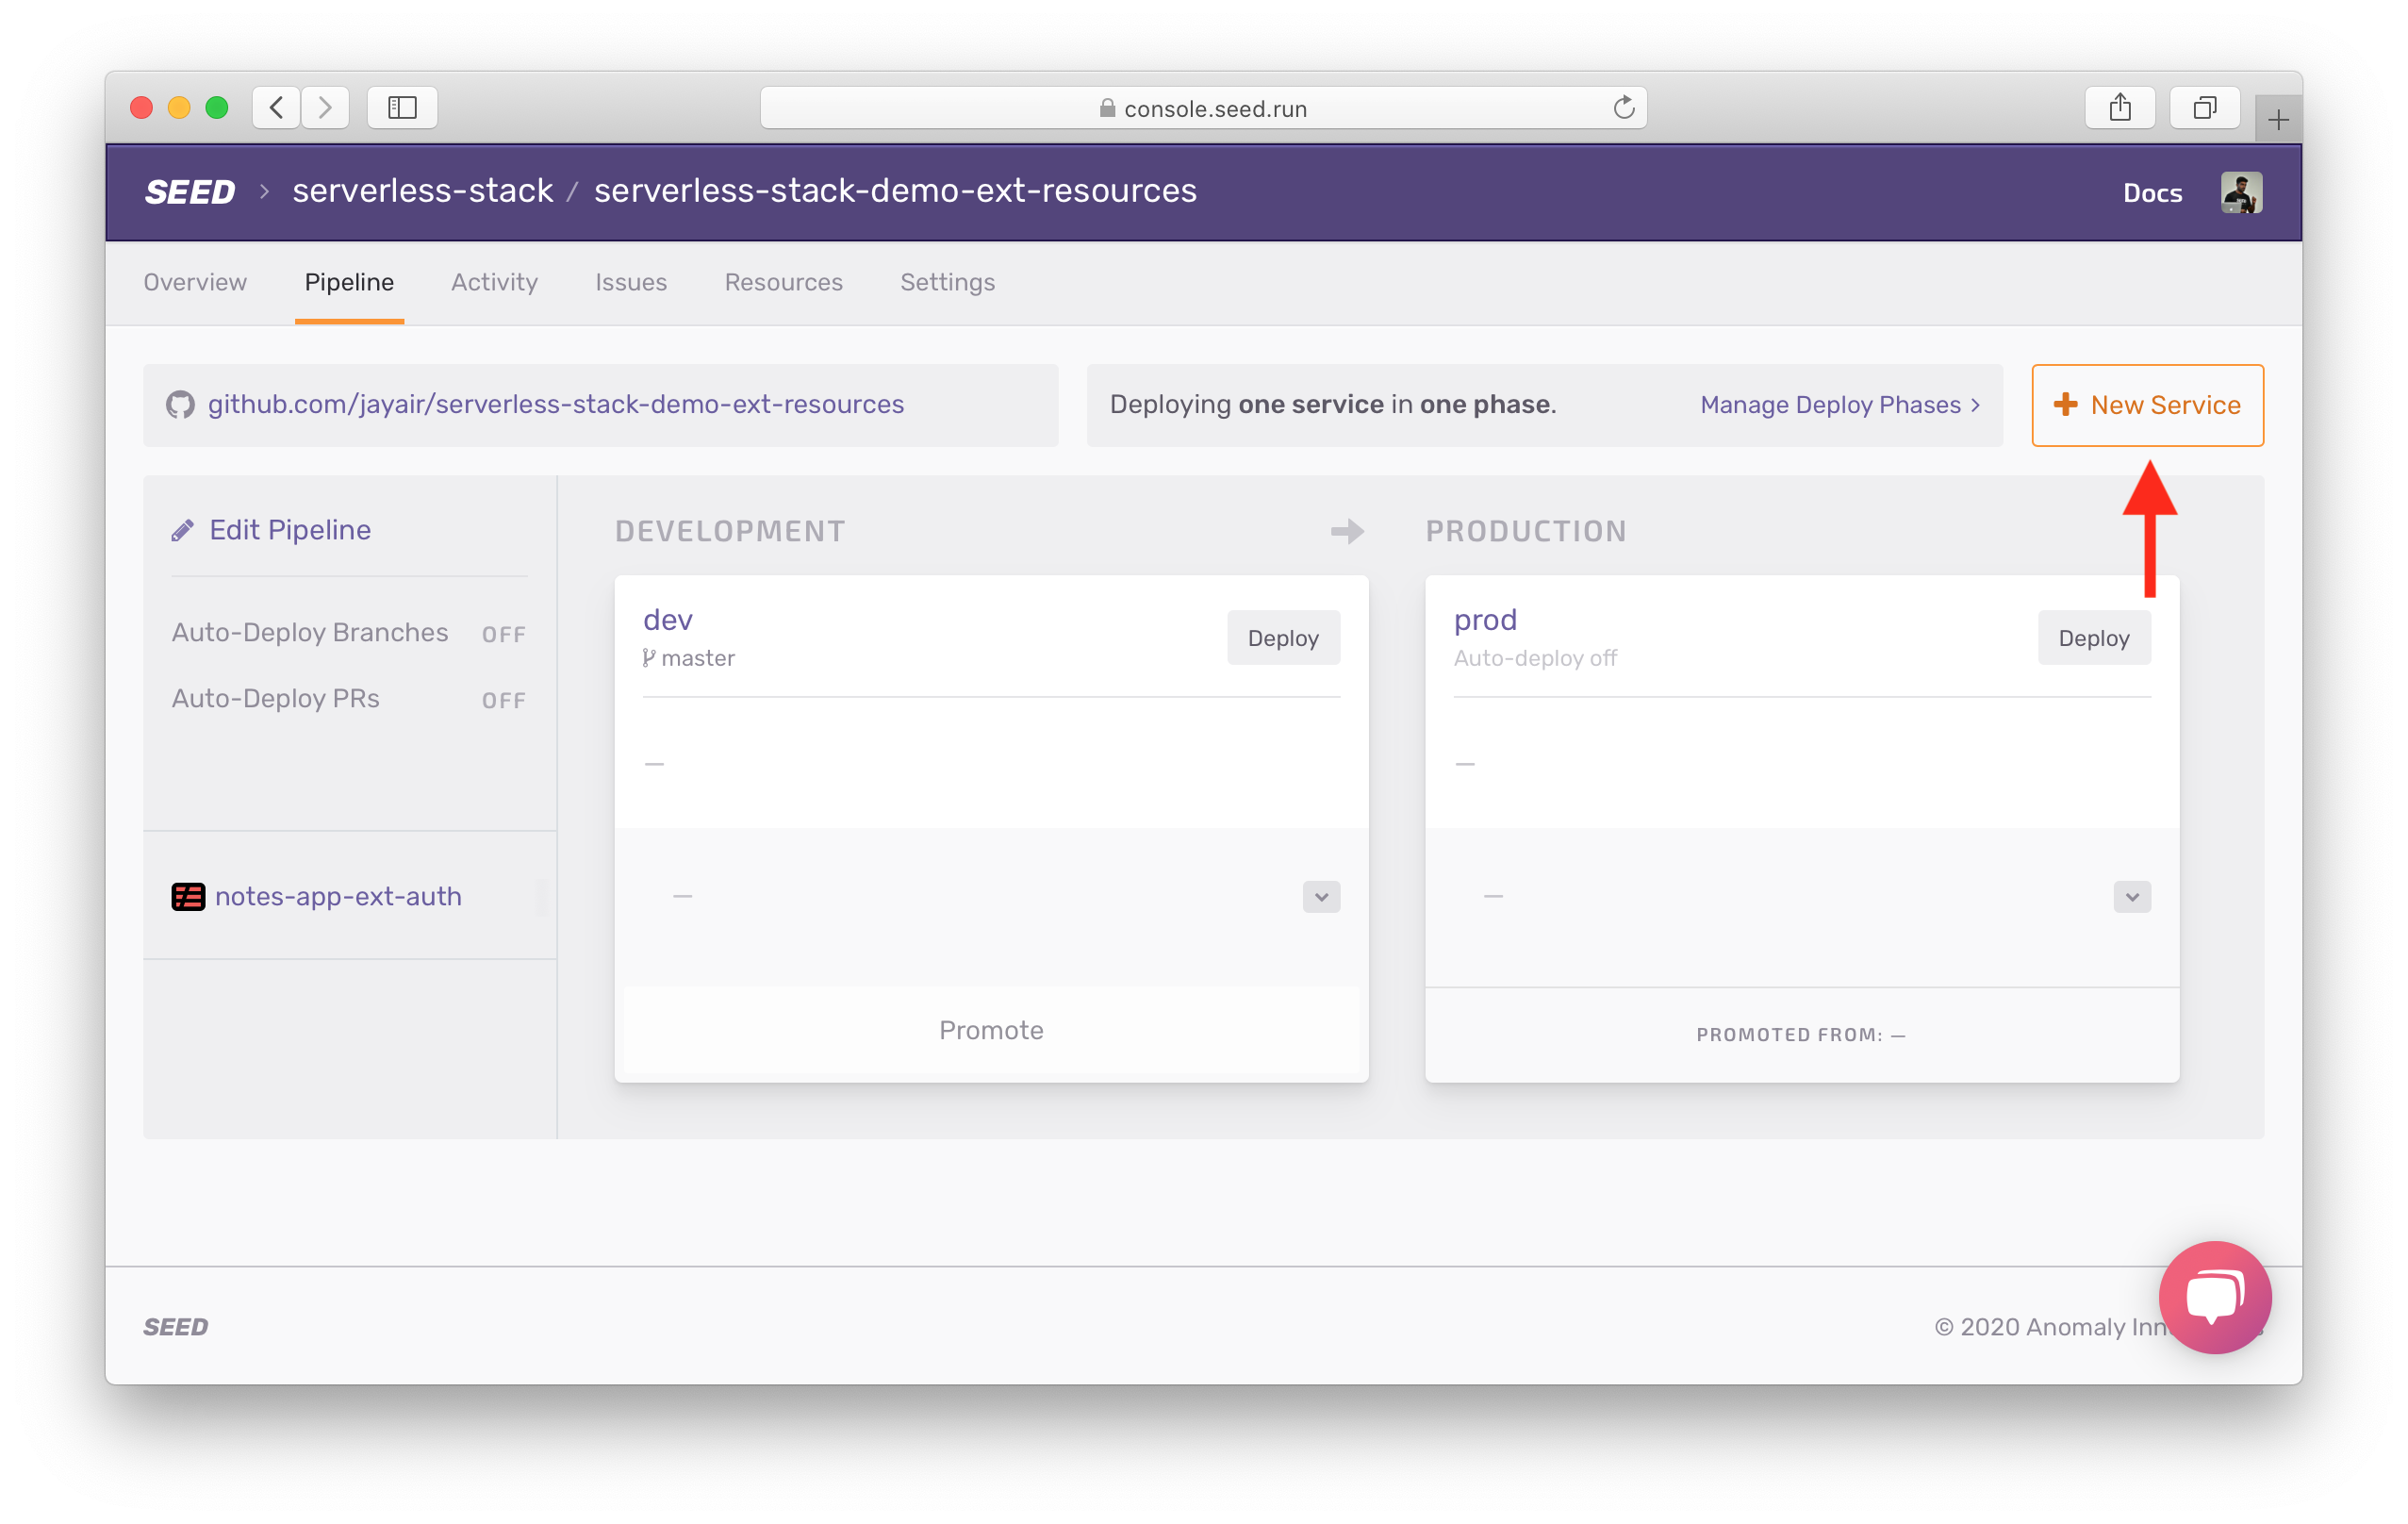 console.seed.run
SEED > serverless-stack / serverless-stack-demo-ext-resources
Docs
Overview Pipeline Activity Issues Resources Settings
github.com/jayair/serverless-stack-demo-ext-resources
Deploying one service in one phase.
Manage Deploy Phases >
+ New Service
Edit Pipeline
Auto-Deploy Branches OFF
Auto-Deploy PRs OFF
notes-app-ext-auth
DEVELOPMENT
dev
master
Deploy
—
—
Promote
PRODUCTION
prod
Auto-deploy off
Deploy
—
—
PROMOTED FROM: —
SEED
© 2020 Anomaly